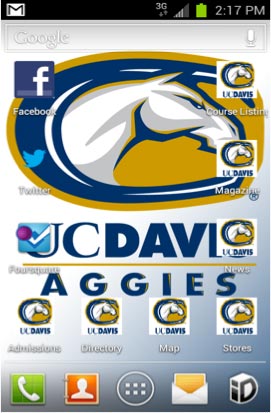 3G 2:17 PM
Google
Facebook
UC DAVIS
Course Listing
Twitter
UC DAVIS
Magazine
UC DAVIS
Foursquare
UC DAVIS
News
AGGIES
UC DAVIS UC DAVIS UC DAVIS UC DAVIS
Admissions Directory Map Stores
iD